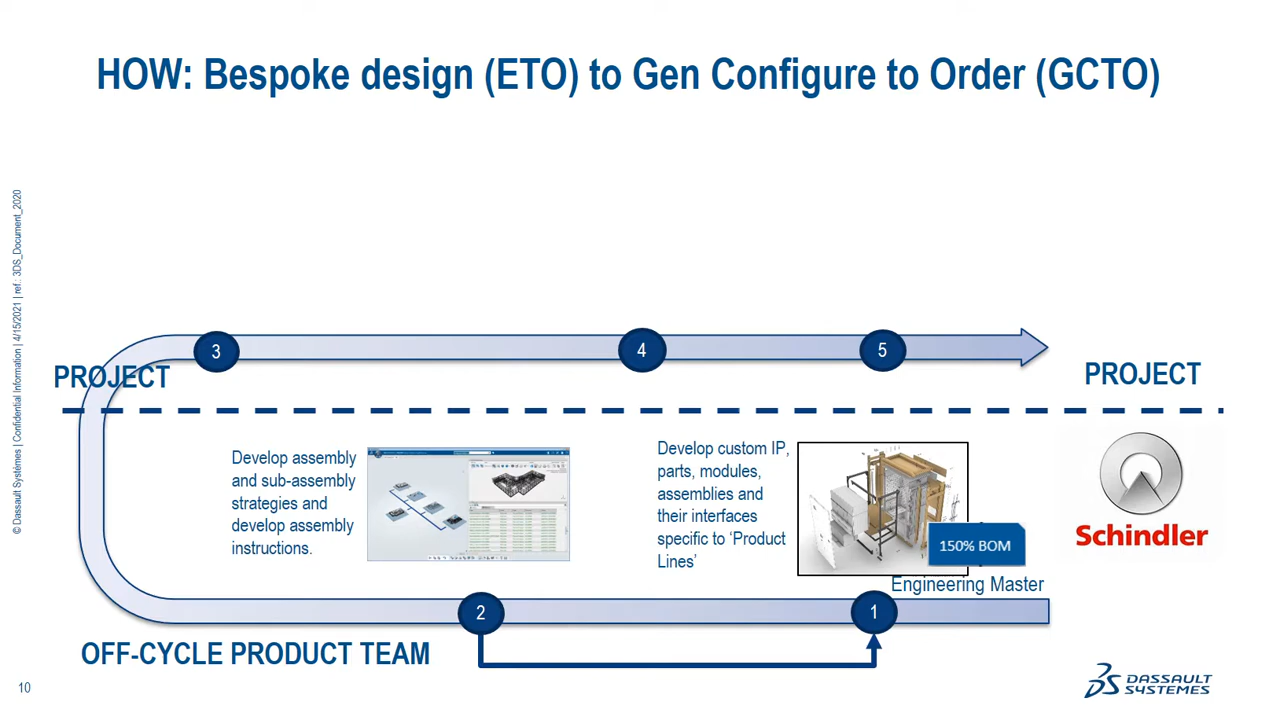 HOW: Bespoke design (ETO) to Gen Configure to Order (GCTO)
© Dassault Systèmes | Confidential Information | 4/15/2021 | ref.: 3DS_Document_2020
3
4
5
PROJECT
PROJECT
Develop assembly
and sub-assembly
strategies and
develop assembly
instructions.
Develop custom IP,
parts, modules,
assemblies and
their interfaces
specific to ‘Product
Lines’
150% BOM
Engineering Master
Schindler
2
1
OFF-CYCLE PRODUCT TEAM
10
DASSAULT
SYSTEMES